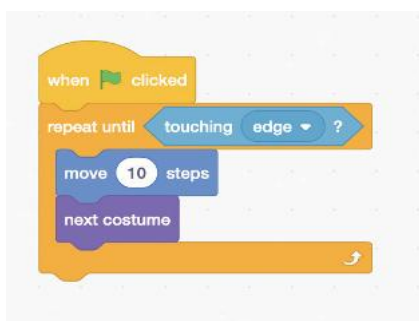 when clicked
repeat until touching edge ?
move 10 steps
next costume